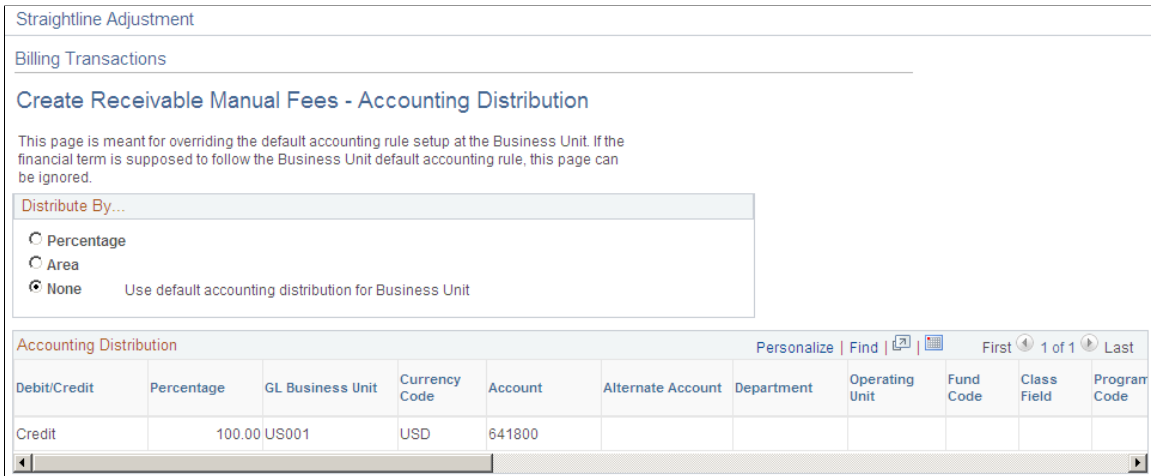 Straightline Adjustment
Billing Transactions
Create Receivable Manual Fees - Accounting Distribution
This page is meant for overriding the default accounting rule setup at the Business Unit. If the
financial term is supposed to follow the Business Unit default accounting rule, this page can
be ignored.
Distribute By...
Percentage
Area
None Use default accounting distribution for Business Unit
Accounting Distribution Personalize | Find | | First 1 of 1 Last
Debit/Credit Percentage GL Business Unit Currency Code Account Alternate Account Department Operating Unit Fund Code Class Field Program Code
Credit 100.00 US001 USD 641800